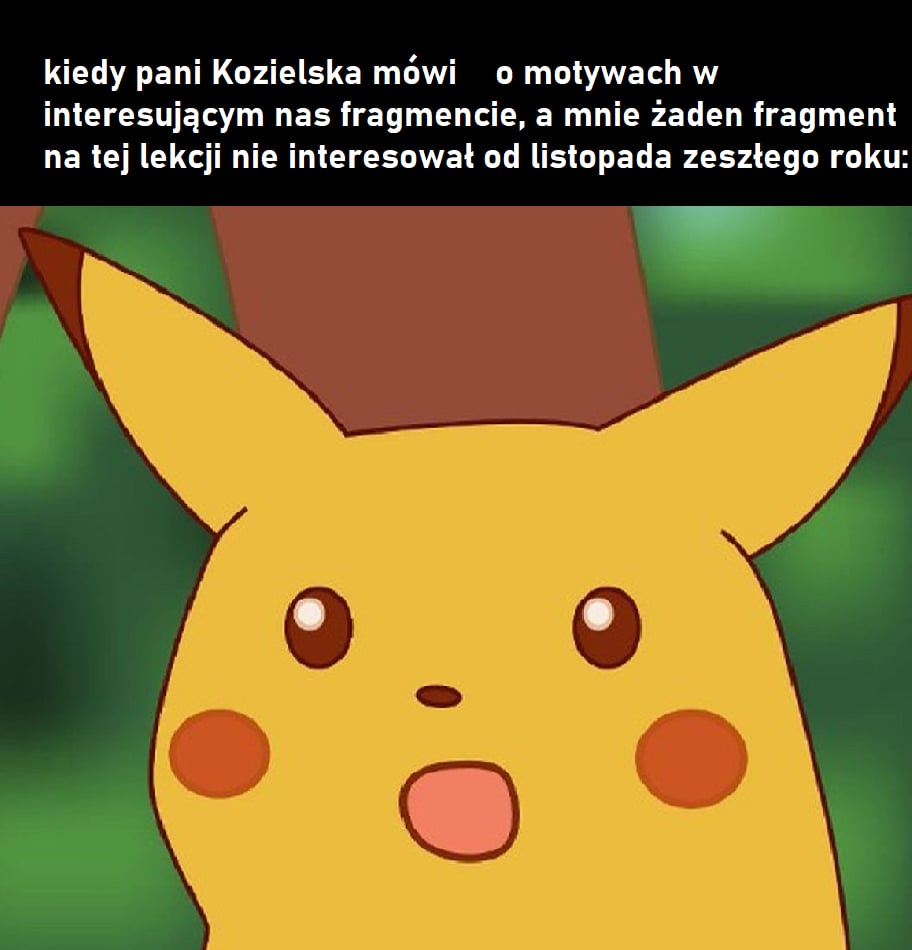 kiedy pani Kozielska mówi o motywach w
interesującym nas fragmencie, a mnie żaden fragment
na tej lekcji nie interesował od listopada zeszłego roku: